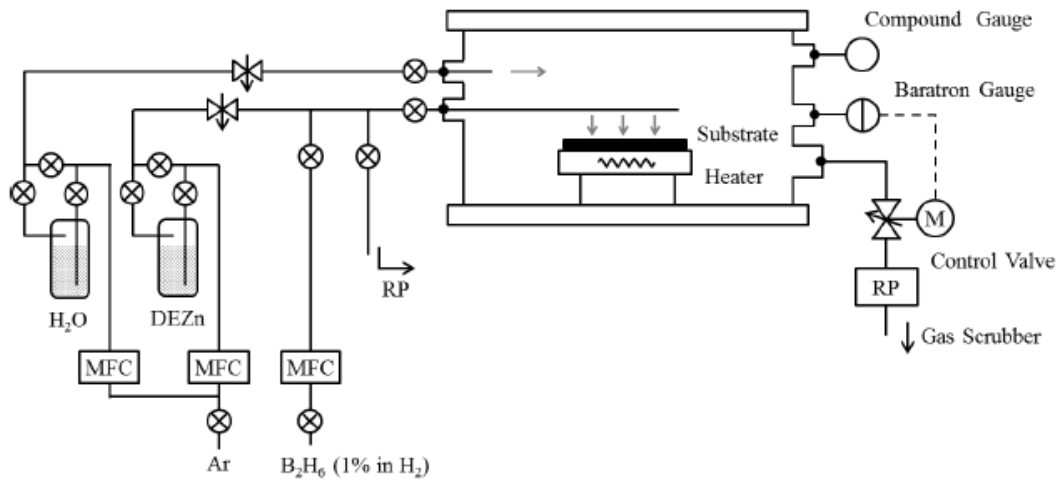 Compound Gauge
Baratron Gauge
Substrate
Heater
M
Control Valve
RP
RP
Gas Scrubber
H₂O
DEZn
MFC
MFC
MFC
Ar
B₂H₆ (1% in H₂)